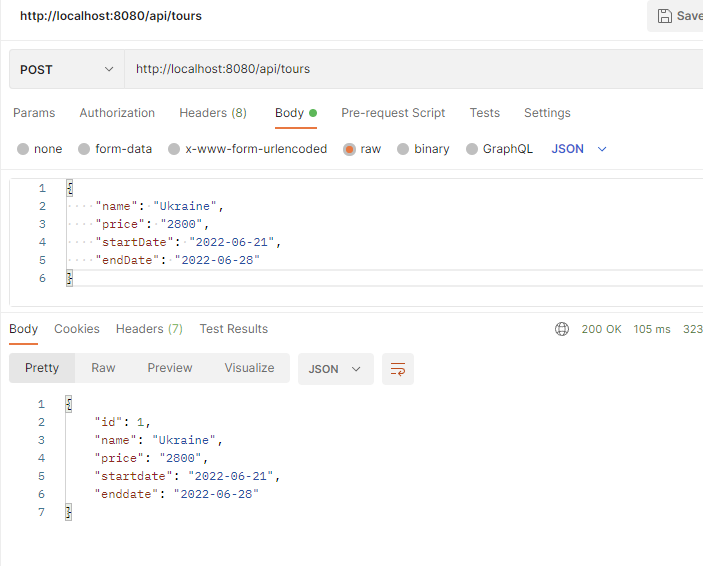 http://localhost:8080/api/tours
Save
POST http://localhost:8080/api/tours
Params Authorization Headers (8) Body Pre-request Script Tests Settings
none form-data x-www-form-urlencoded raw binary GraphQL JSON
1 {
2 "name": "Ukraine",
3 "price": "2800",
4 "startDate": "2022-06-21",
5 "endDate": "2022-06-28"
6 }
Body Cookies Headers (7) Test Results 200 OK 105 ms 323
Pretty Raw Preview Visualize JSON
1 {
2 "id": 1,
3 "name": "Ukraine",
4 "price": "2800",
5 "startdate": "2022-06-21",
6 "enddate": "2022-06-28"
7 }